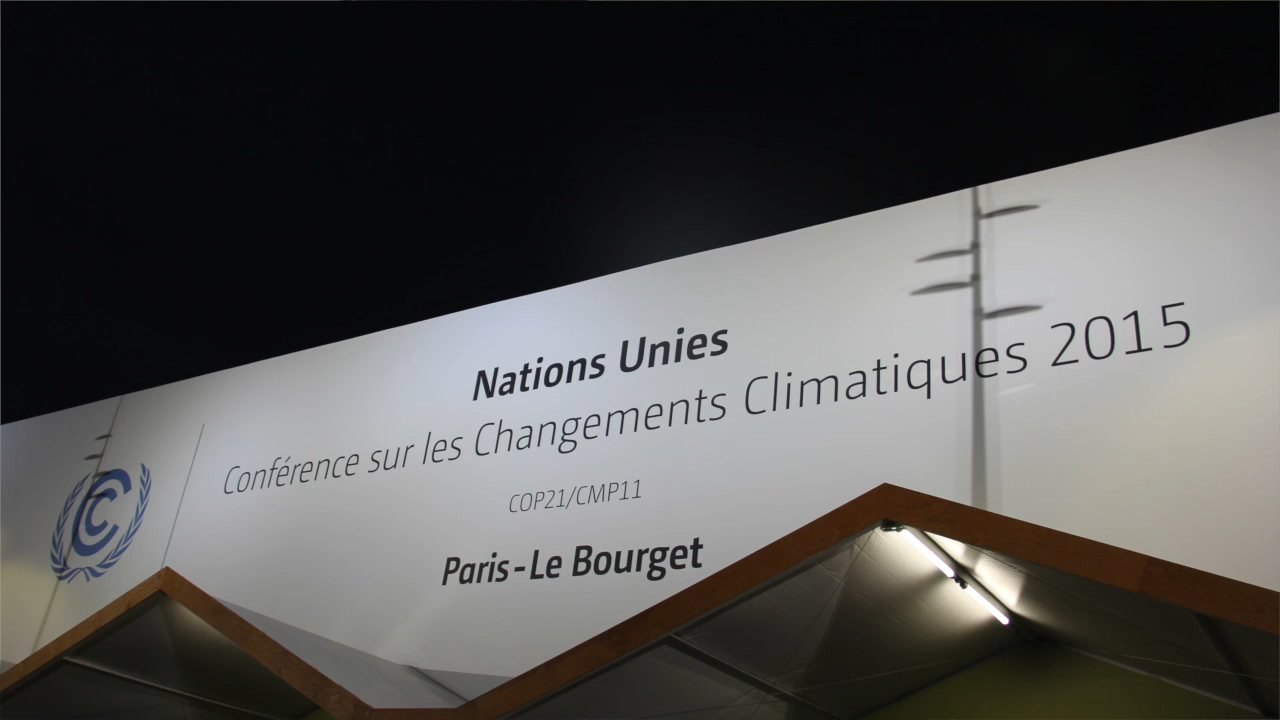 Nations Unies
Conférence sur les Changements Climatiques 2015
COP21/CMP11
Paris-Le Bourget